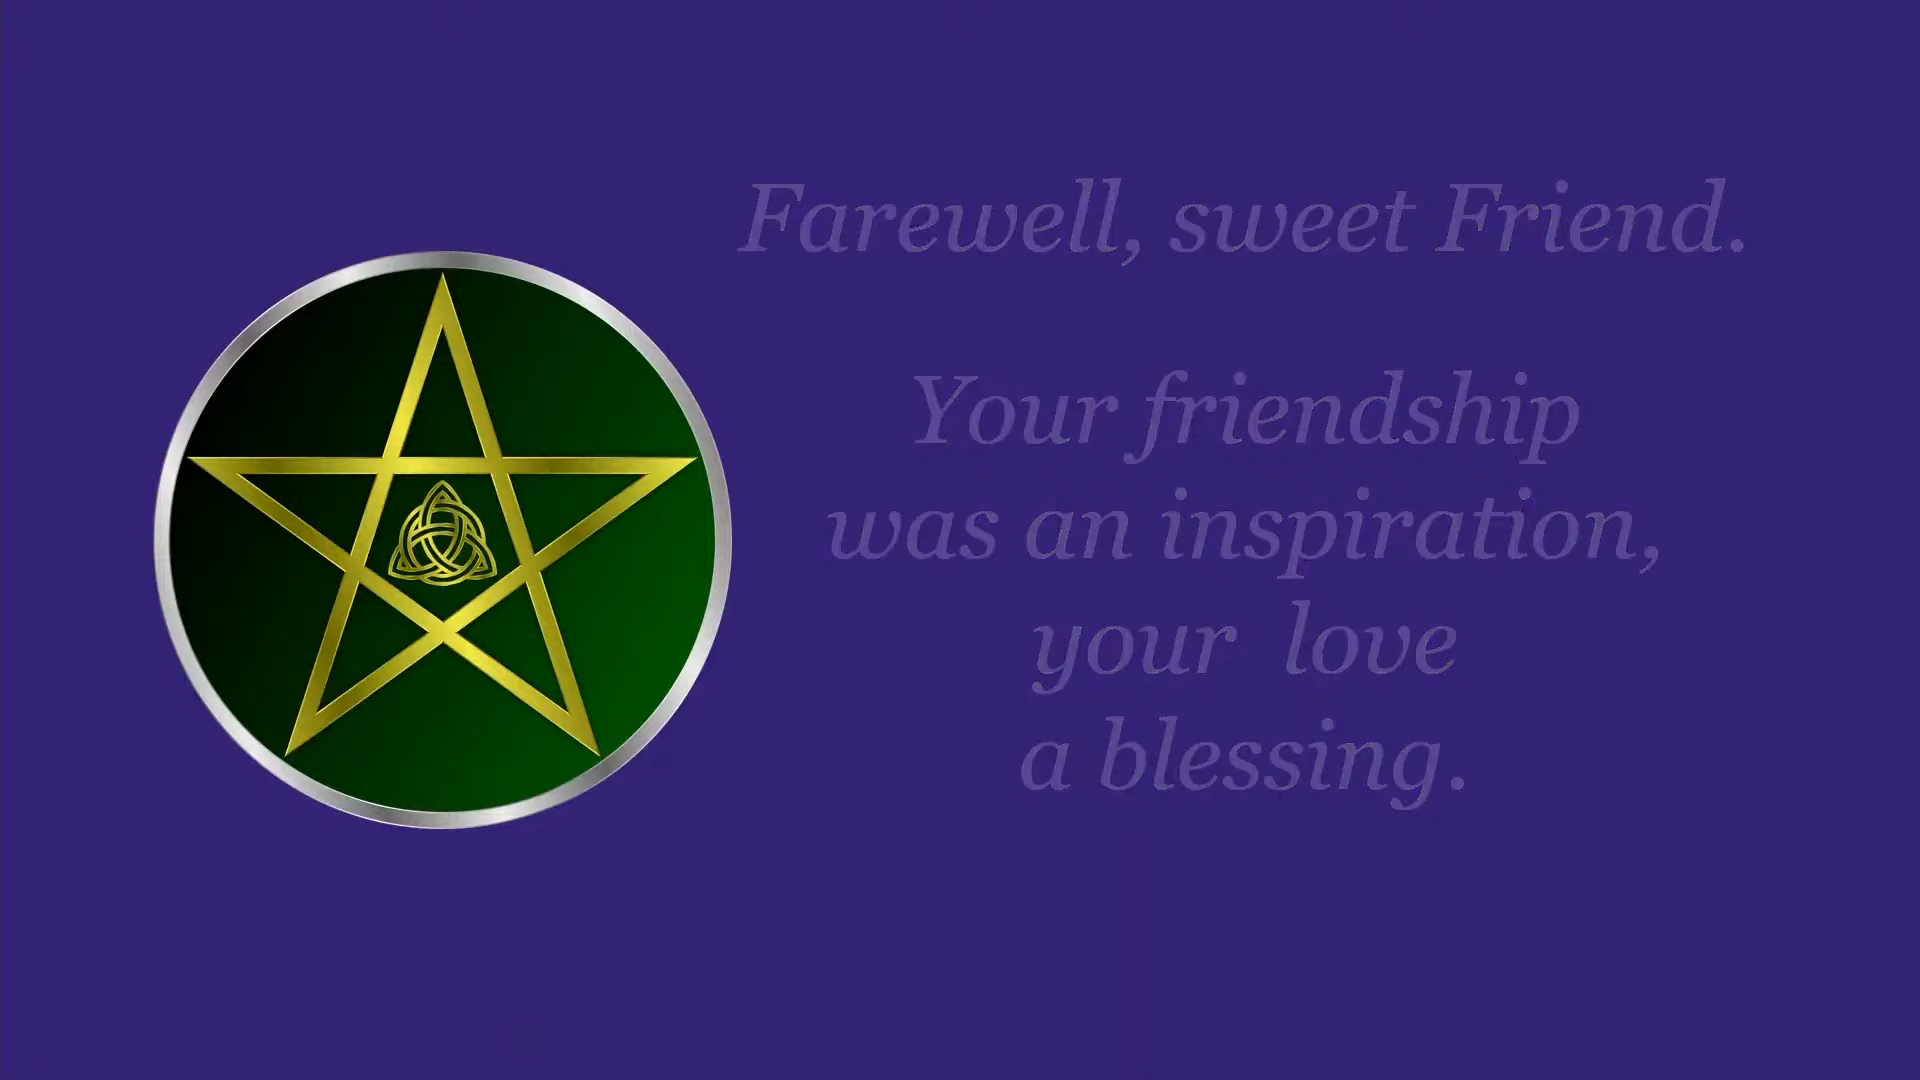 Farewell, sweet Friend.
Your friendship
was an inspiration,
your love
a blessing.